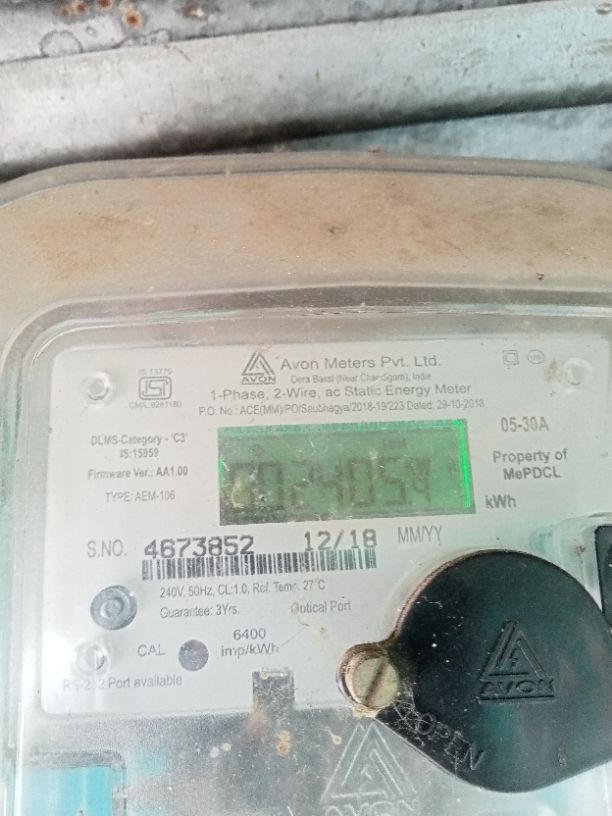 IS:13779
ISI
CM/L:9281180
AVON
Avon Meters Pvt. Ltd.
Dera Bassi (Near Chandigarh), India
1-Phase, 2-Wire, ac Static Energy Meter
P.O. No.: ACE(MM)/PO/Saubhagya/2018-19/223 Dated: 29-10-2018
DLMS-Category - 'C3'
IS:15959
Firmware Ver.: AA1.00
TYPE: AEM-106
05-30A
Property of
MePDCL
kWh
S.NO. 4673852 12/18 MM/YY
240V, 50Hz, CL:1.0, Ref. Temp. 27°C
Guarantee: 3Yrs. Optical Port
CAL 6400
imp/kWh
RS-232 Port available
AVON
OPEN
AVON